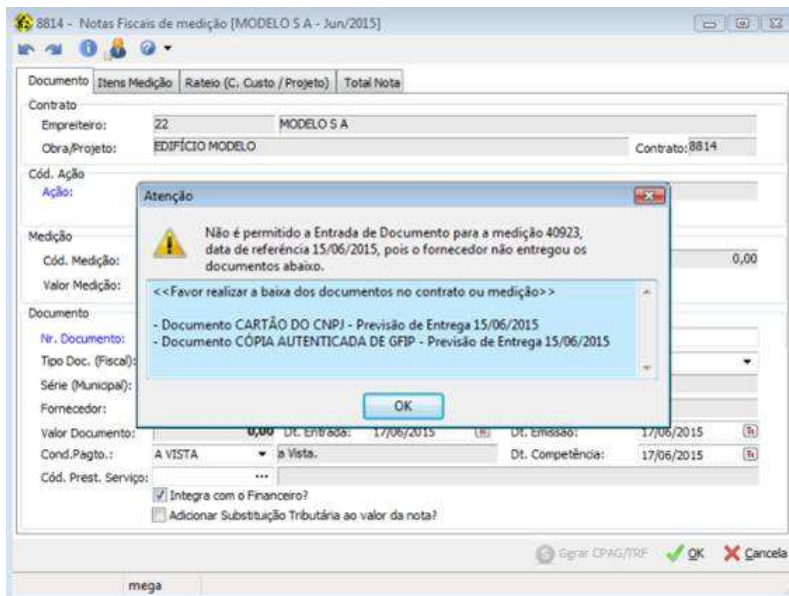 8814 - Notas Fiscais de medição [MODELO S A - Jun/2015]
Documento Itens Medição Rateio (C. Custo / Projeto) Total Nota
Contrato
Empreiteiro: 22 MODELO S A
Obra/Projeto: EDIFÍCIO MODELO Contrato: 8814
Cód. Ação
Ação:
Atenção
Não é permitido a Entrada de Documento para a medição 40923,
data de referência 15/06/2015, pois o fornecedor não entregou os
documentos abaixo.
<<Favor realizar a baixa dos documentos no contrato ou medição>>
- Documento CARTÃO DO CNPJ - Previsão de Entrega 15/06/2015
- Documento CÓPIA AUTENTICADA DE GFIP - Previsão de Entrega 15/06/2015
OK
Medição
Cód. Medição: 0,00
Valor Medição:
Documento
Nr. Documento:
Tipo Doc. (Fiscal):
Série (Municipal):
Fornecedor:
Valor Documento: 0,00 Dt. Entrada: 17/06/2015 Dt. Emissão: 17/06/2015
Cond.Pagto.: A VISTA a Vista. Dt. Competência: 17/06/2015
Cód. Prest. Serviço: ...
Integra com o Financeiro?
Adicionar Substituição Tributária ao valor da nota?
Gerar CPAG/TRF OK Cancela
mega